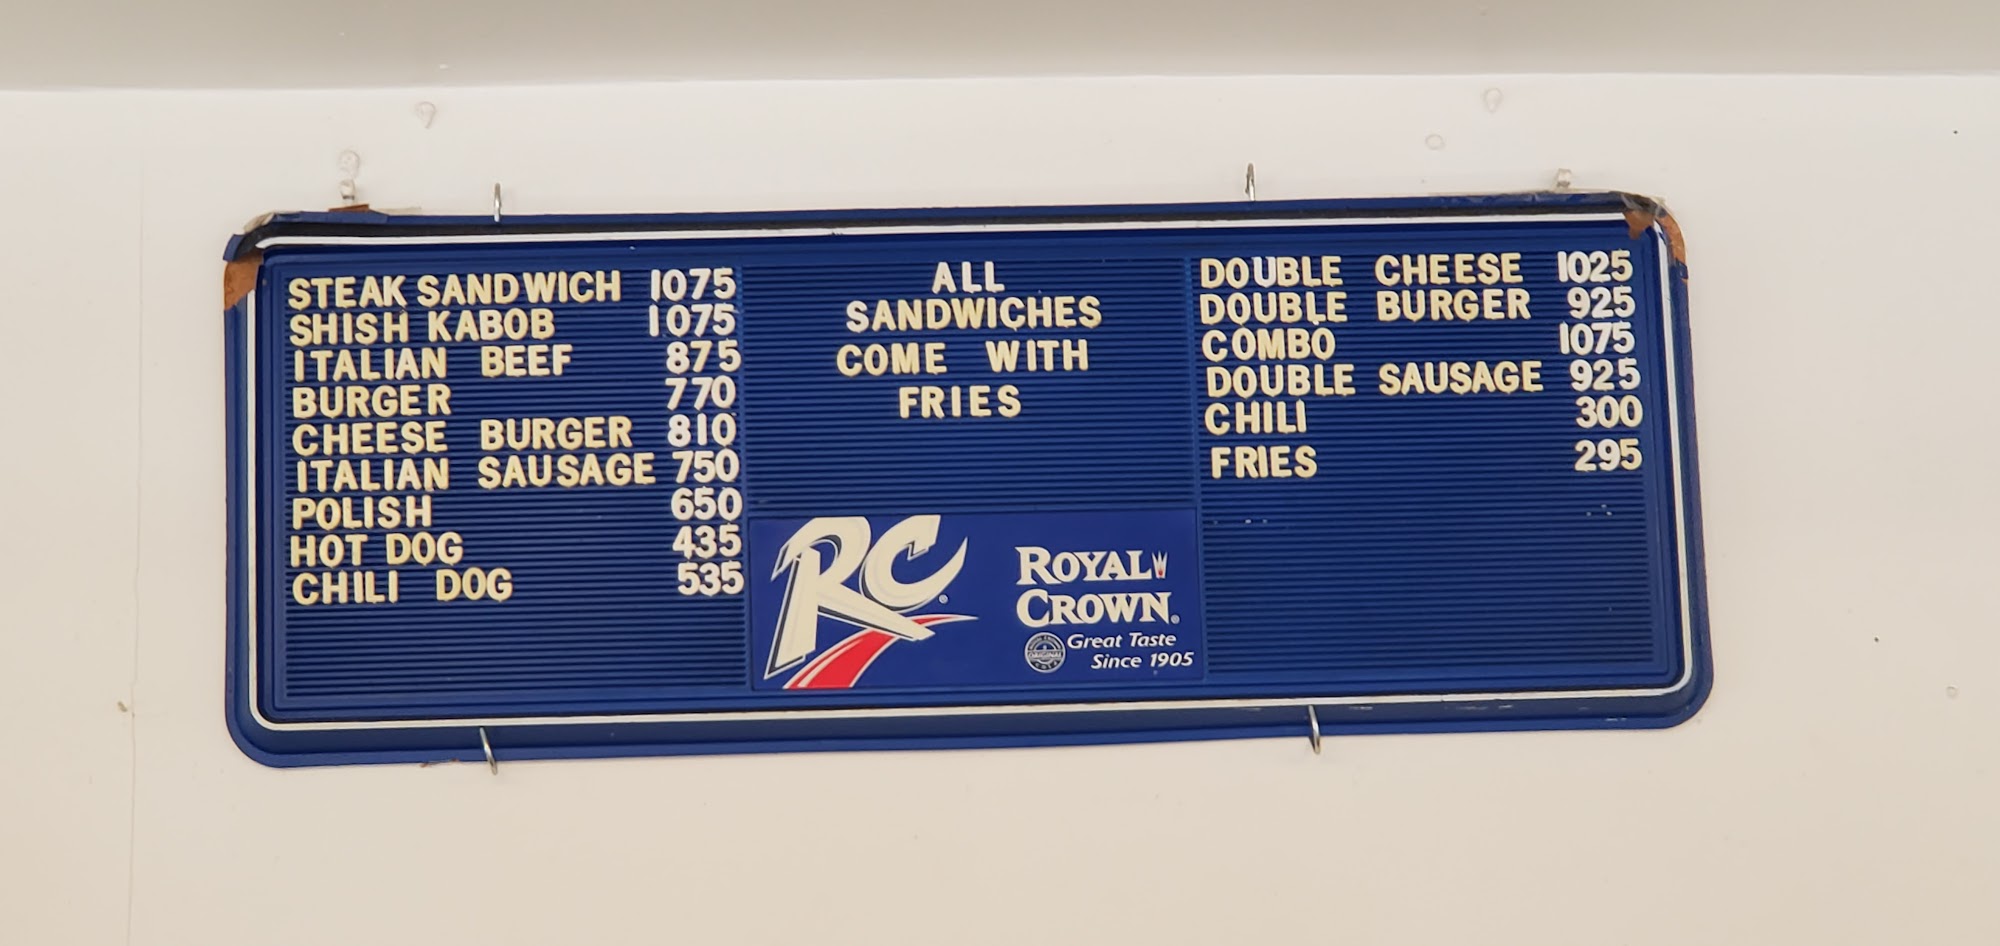 STEAK SANDWICH 1075
SHISH KABOB 1075
ITALIAN BEEF 875
BURGER 770
CHEESE BURGER 810
ITALIAN SAUSAGE 750
POLISH 650
HOT DOG 435
CHILI DOG 535
ALL
SANDWICHES
COME WITH
FRIES
RC®
ROYAL
CROWN®
ORIGINAL
Great Taste
Since 1905
DOUBLE CHEESE 1025
DOUBLE BURGER 925
COMBO 1075
DOUBLE SAUSAGE 925
CHILI 300
FRIES 295